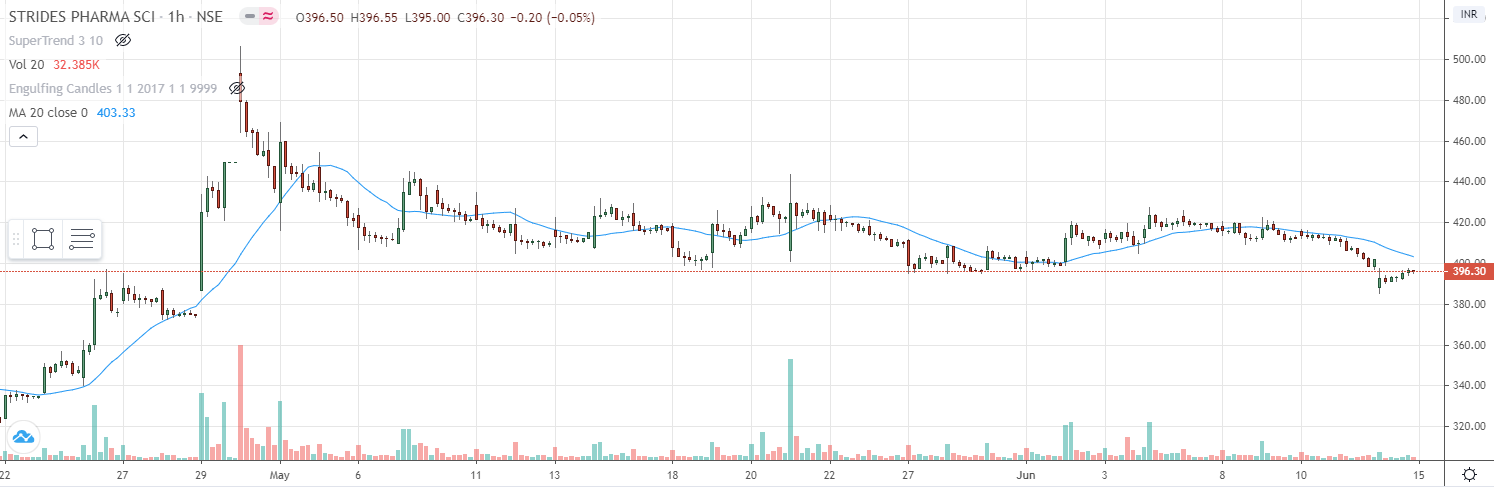 STRIDES PHARMA SCI · 1h · NSE O396.50 H396.55 L395.00 C396.30 −0.20 (−0.05%)
INR
SuperTrend 3 10
Vol 20 32.385K
Engulfing Candles 1 1 2017 1 1 9999
MA 20 close 0 403.33
500.00
480.00
460.00
440.00
420.00
400.00
396.30
380.00
360.00
340.00
320.00
22 27 29 May 6 11 13 18 20 22 27 Jun 3 8 10 15